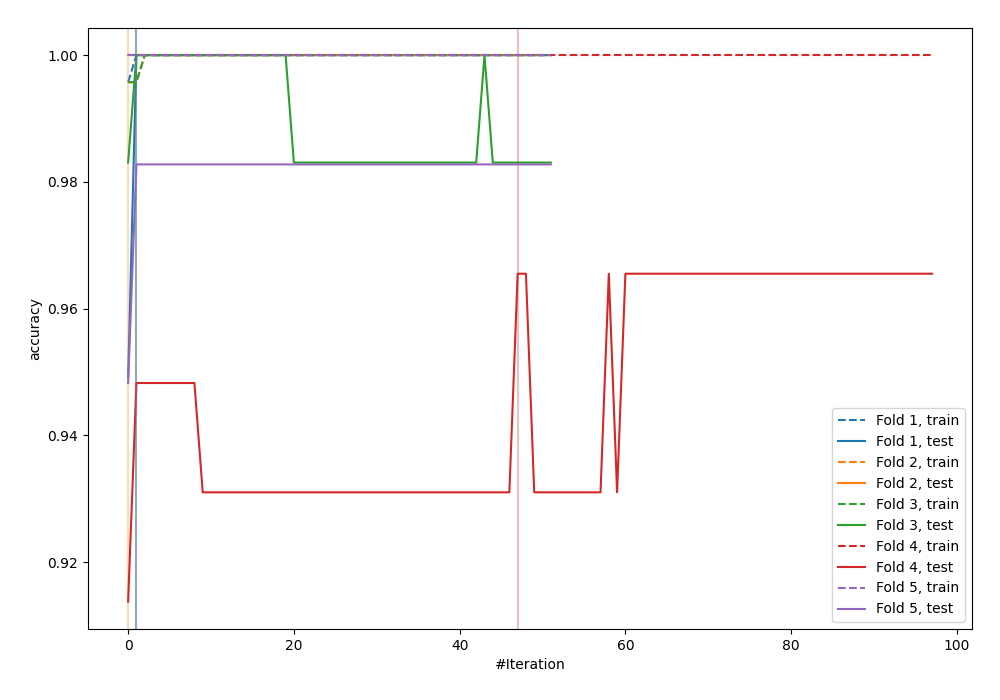 1.00
0.98
0.96
0.94
0.92
accuracy
0
20
40
60
80
100
#Iteration
Fold 1, train
Fold 1, test
Fold 2, train
Fold 2, test
Fold 3, train
Fold 3, test
Fold 4, train
Fold 4, test
Fold 5, train
Fold 5, test